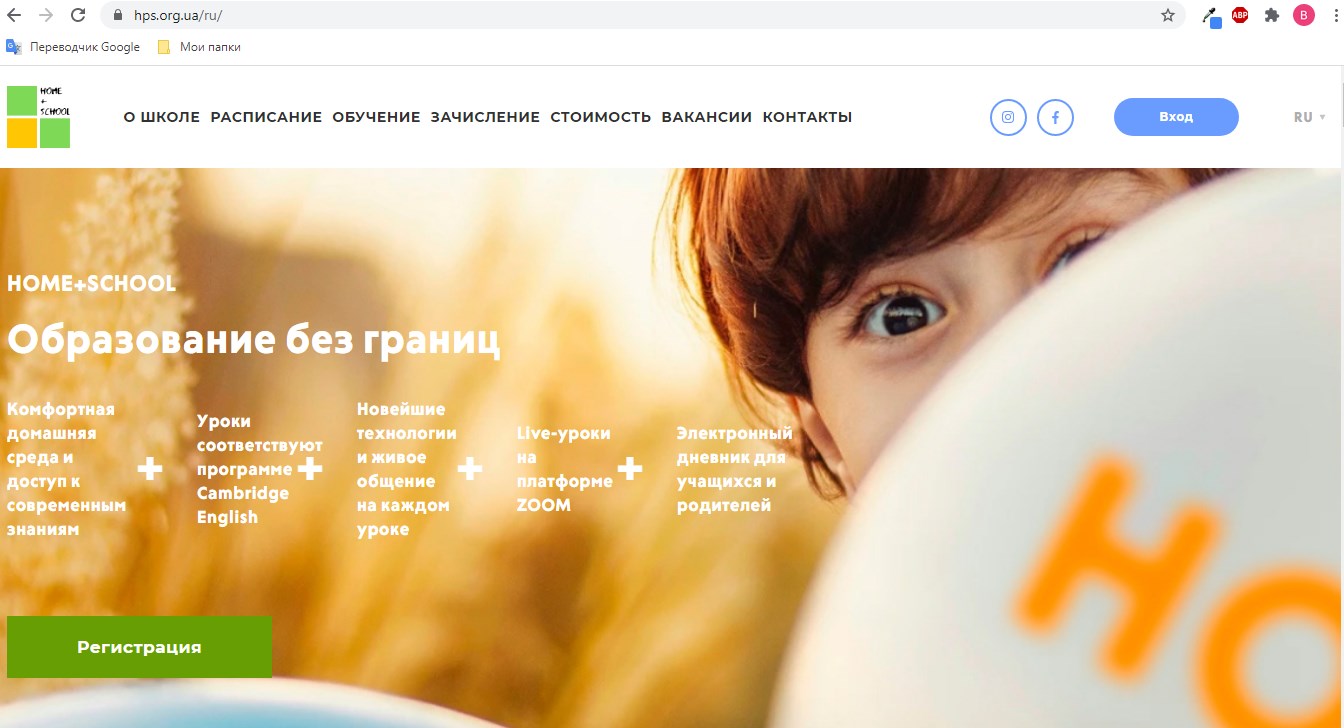 hps.org.ua/ru/
ABP
B
Переводчик Google
Мои папки
HOME
+
SCHOOL
О ШКОЛЕ РАСПИСАНИЕ ОБУЧЕНИЕ ЗАЧИСЛЕНИЕ СТОИМОСТЬ ВАКАНСИИ КОНТАКТЫ
Вход
RU
HOME+SCHOOL
Образование без границ
Комфортная
домашняя
среда и
доступ к
современным
знаниям
+
Уроки
соответствуют
программе
Cambridge
English
+
Новейшие
технологии
и живое
общение
на каждом
уроке
+
Live-уроки
на
платформе
ZOOM
+
Электронный
дневник для
учащихся и
родителей
Регистрация
HO